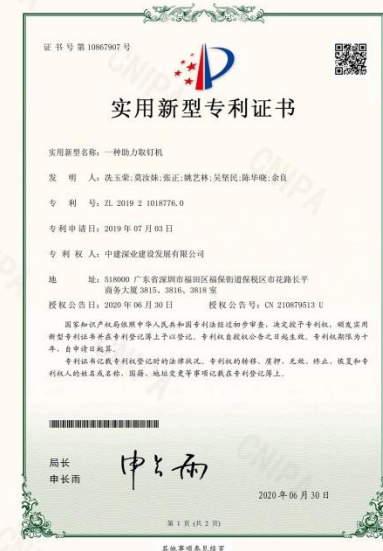 证书号第10867907号
实用新型专利证书
实用新型名称：一种助力取钉机
发 明 人：冼玉荣;莫汝妹;张正;姚艺林;吴坚民;陈华晓;余良
专 利 号：ZL 2019 2 1018776.0
专利申请日：2019年07月03日
专 利 权 人：中建深业建设发展有限公司
地 址：518000 广东省深圳市福田区福保街道保税区市花路长平
商务大厦 3815、3816、3818 室
授权公告日：2020年06月30日 授权公告号：CN 210879513 U
国家知识产权局依照中华人民共和国专利法经过初步审查，决定授予专利权，颁发实用
新型专利证书并在专利登记簿上予以登记。专利权自授权公告之日起生效。专利权期限为十
年，自申请日起算。
专利证书记载专利权登记时的法律状况。专利权的转移、质押、无效、终止、恢复和专
利权人的姓名或名称、国籍、地址变更等事项记载在专利登记簿上。
局长
申长雨
申长雨
2020年06月30日
第 1 页 (共 2 页)
其他事项参见续页
CNIPA